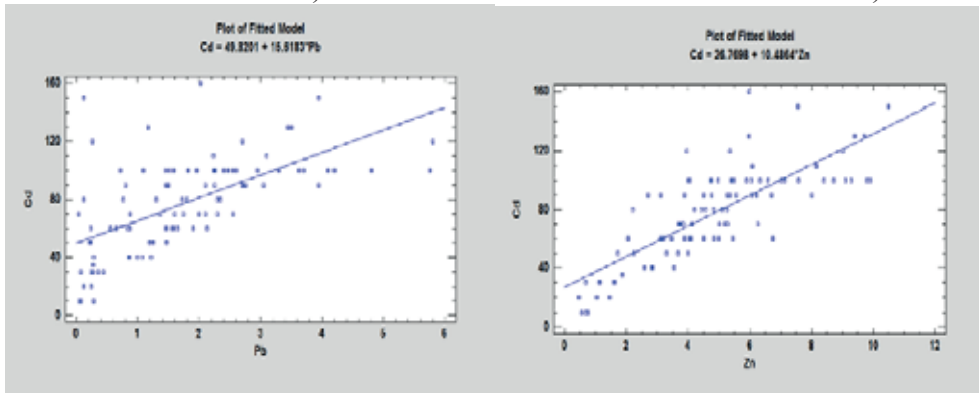 Plot of Fitted Model
Cd = 49.8201 + 15.6183*Pb
160
120
80
40
0
Cd
0 1 2 3 4 5 6
Pb
Plot of Fitted Model
Cd = 26.7698 + 10.4864*Zn
160
120
80
40
0
Cd
0 2 4 6 8 10 12
Zn